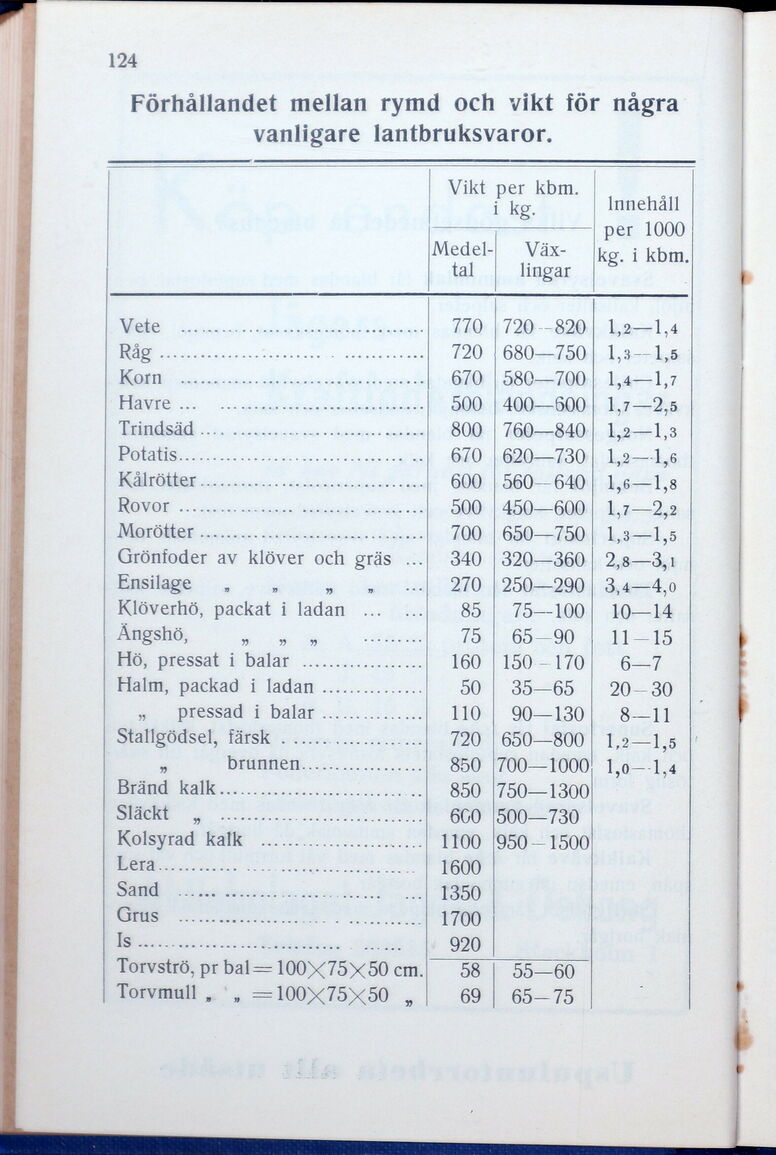 124
Förhållandet mellan rymd och vikt för några
vanligare lantbruksvaror.
Vikt per kbm.
i kg.
Innehåll
per 1000
kg. i kbm.
Medel-
tal
Väx-
lingar
Vete ........ 770 720–820 1,2—1,4
Råg ........ 720 680—750 1,3—1,5
Korn ........ 670 580—700 1,4—1,7
Havre ........ 500 400—600 1,7—2,5
Trindsäd ........ 800 760—840 1,2—1,3
Potatis ........ 670 620—730 1,2—1,6
Kålrötter ........ 600 560–640 1,6—1,8
Rovor ........ 500 450—600 1,7—2,2
Morötter ........ 700 650—750 1,3—1,5
Grönfoder av klöver och gräs ... 340 320—360 2,8—3,1
Ensilage „ „ „ „ 270 250—290 3,4—4,0
Klöverhö, packat i ladan ........ 85 75—100 10—14
Ängshö, „ „ „ ........ 75 65–90 11–15
Hö, pressat i balar ........ 160 150–170 6—7
Halm, packad i ladan ........ 50 35—65 20–30
„ pressad i balar ........ 110 90—130 8—11
Stallgödsel, färsk ........ 720 650—800 1,2—1,5
„ brunnen ........ 850 700—1000 1,0—1,4
Bränd kalk ........ 850 750—1300
Släckt „ ........ 600 500—730
Kolsyrad kalk ........ 1100 950–1500
Lera ........ 1600
Sand ........ 1350
Grus ........ 1700
Is ........ 920
Torvströ, pr bal = 100×75×50 cm. 58 55—60
Torvmull „ „ = 100×75×50 „ 69 65–75